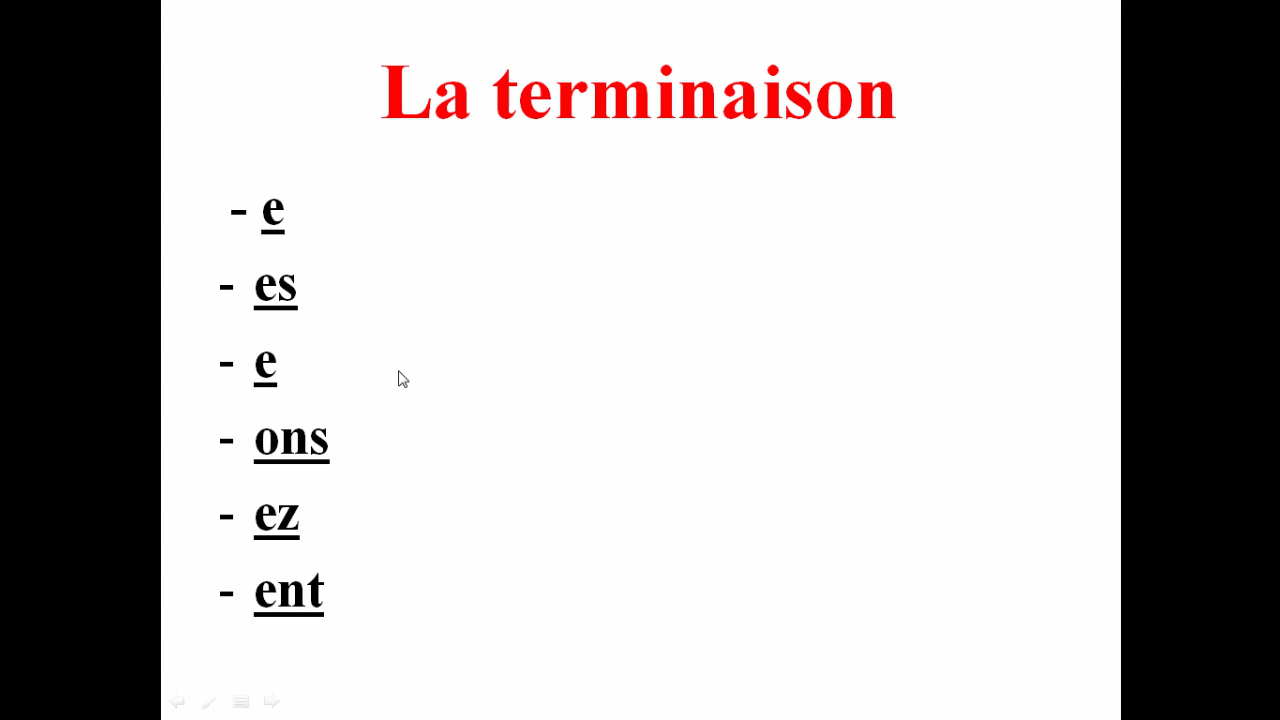 La terminaison
- e
- es
- e
- ons
- ez
- ent